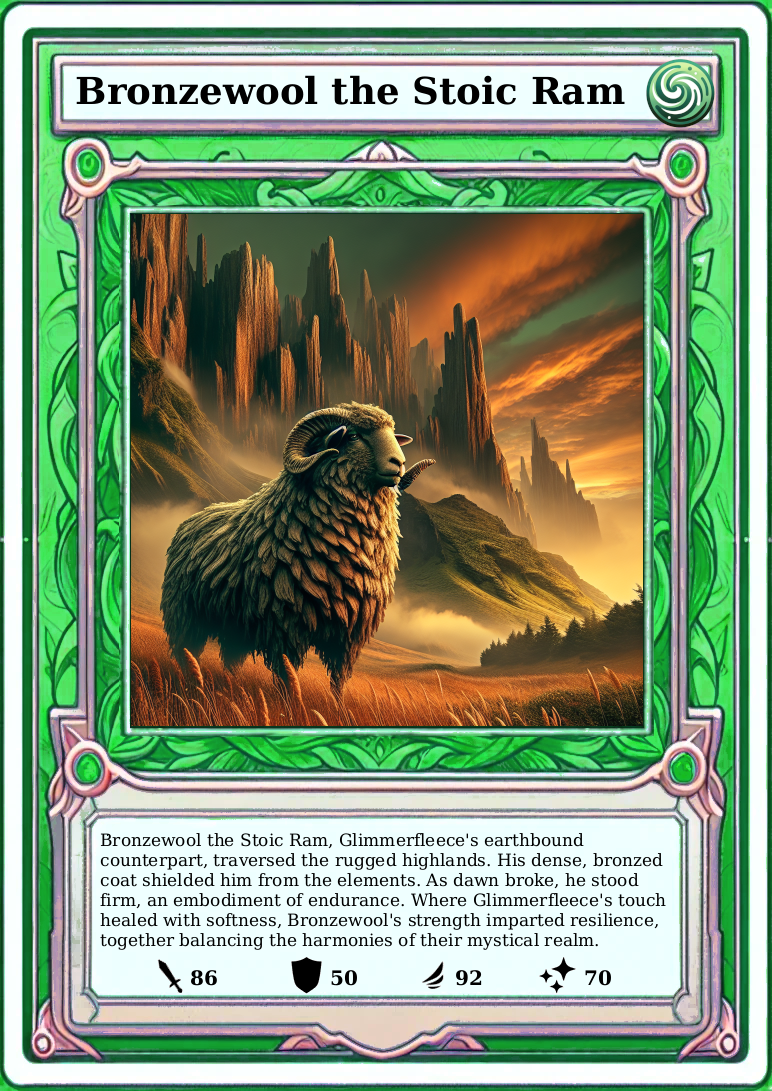 Bronzewool the Stoic Ram
Bronzewool the Stoic Ram, Glimmerfleece's earthbound
counterpart, traversed the rugged highlands. His dense, bronzed
coat shielded him from the elements. As dawn broke, he stood
firm, an embodiment of endurance. Where Glimmerfleece's touch
healed with softness, Bronzewool's strength imparted resilience,
together balancing the harmonies of their mystical realm.
86 50 92 70